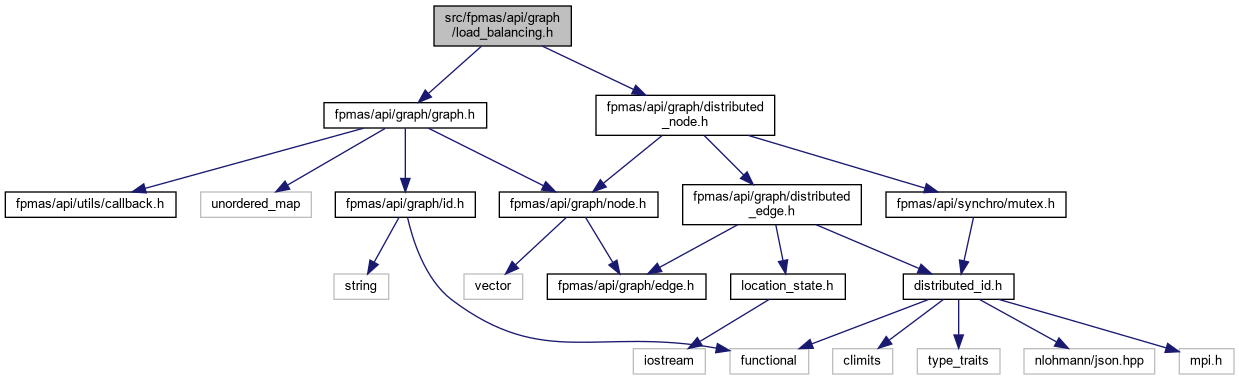 src/fpmas/api/graph
/load_balancing.h
fpmas/api/graph/graph.h
fpmas/api/graph/distributed
_node.h
fpmas/api/utils/callback.h
unordered_map
fpmas/api/graph/id.h
fpmas/api/graph/node.h
fpmas/api/graph/distributed
_edge.h
fpmas/api/synchro/mutex.h
string
vector
fpmas/api/graph/edge.h
location_state.h
distributed_id.h
iostream
functional
climits
type_traits
nlohmann/json.hpp
mpi.h